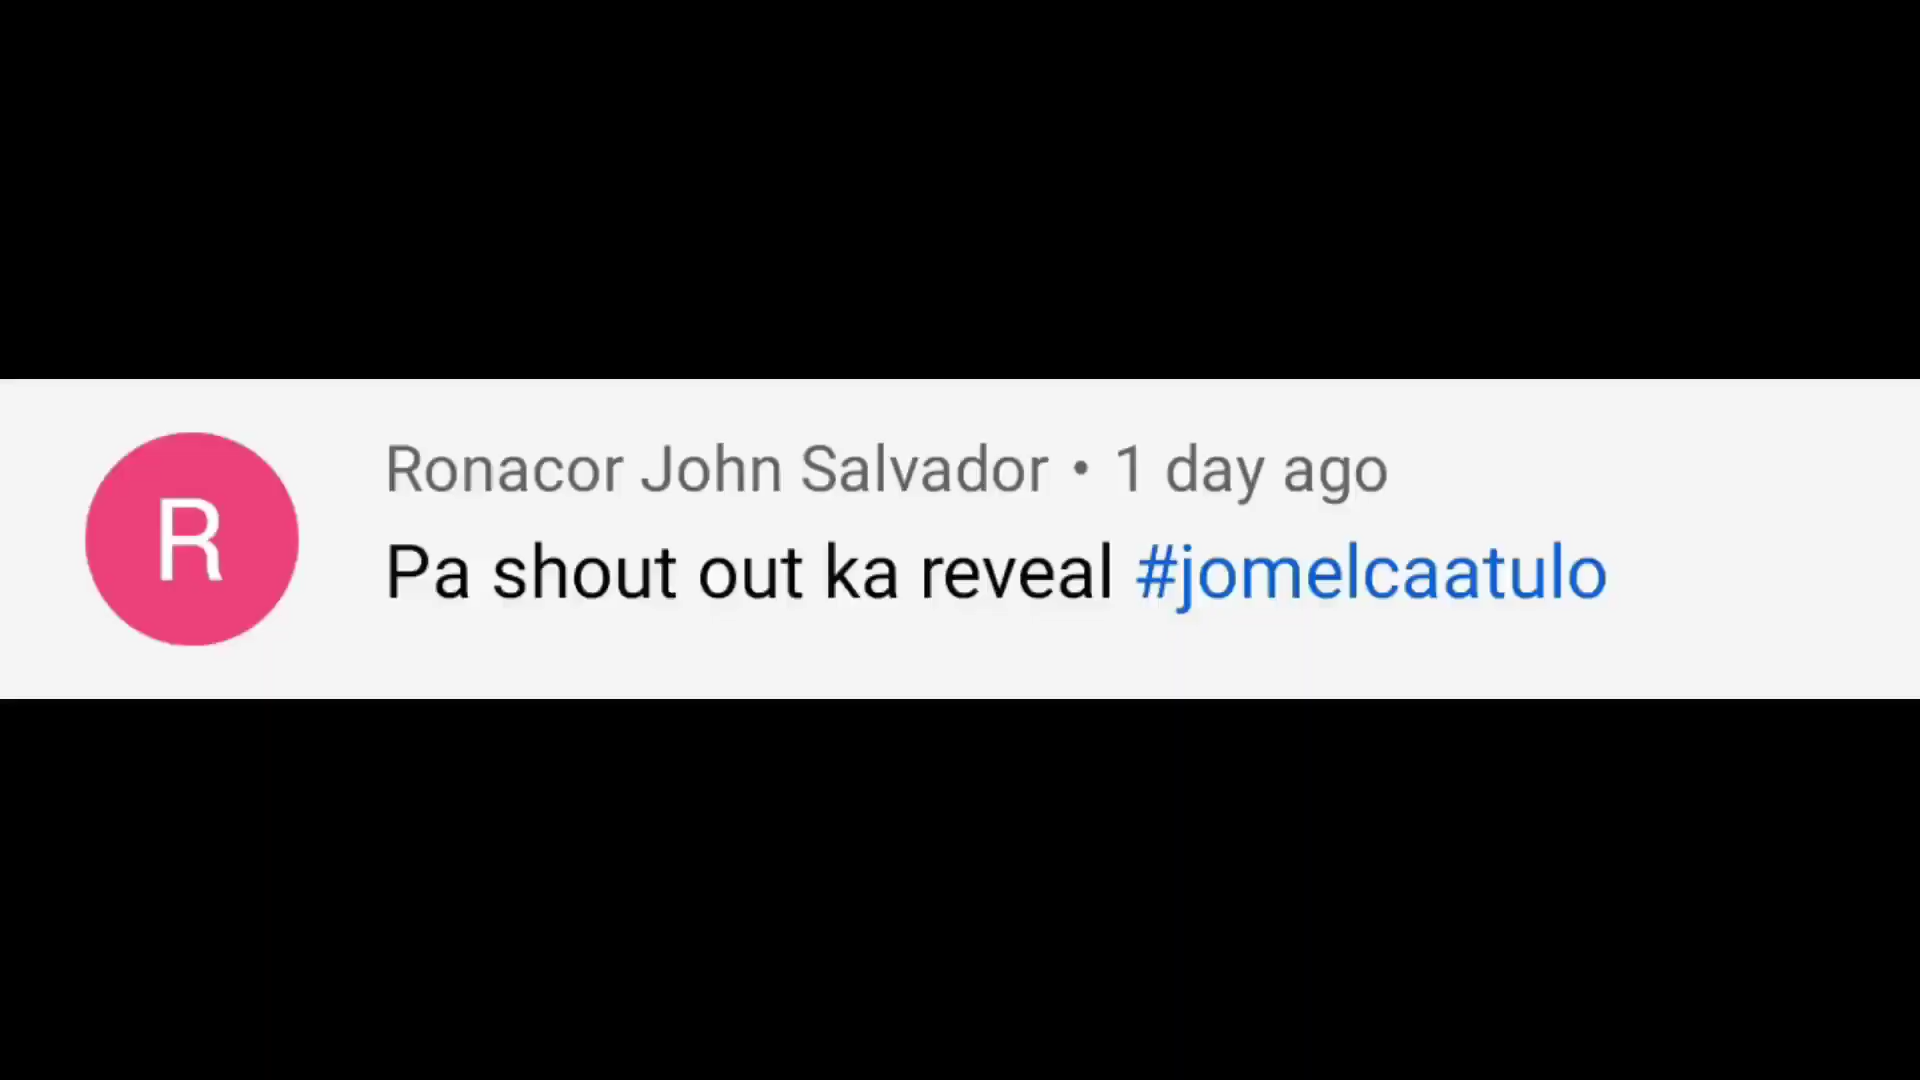 R
Ronacor John Salvador • 1 day ago
Pa shout out ka reveal #jomelcaatulo